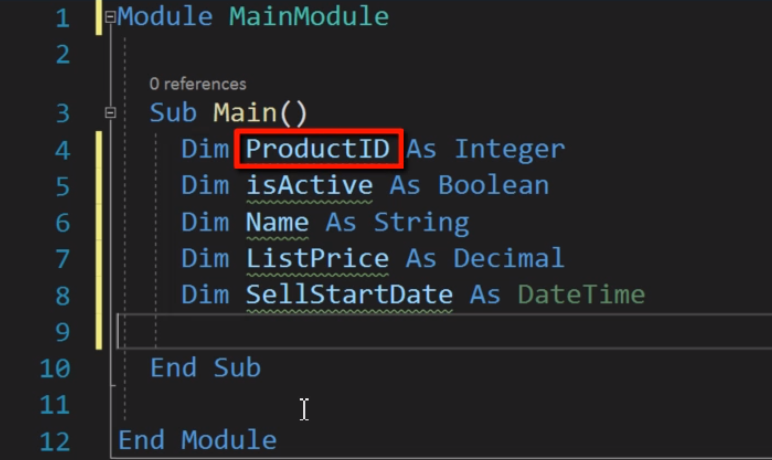 1 Module MainModule
2
0 references
3 Sub Main()
4 Dim ProductID As Integer
5 Dim isActive As Boolean
6 Dim Name As String
7 Dim ListPrice As Decimal
8 Dim SellStartDate As DateTime
9
10 End Sub
11
12 End Module